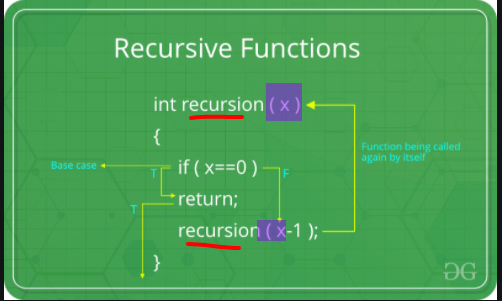 Recursive Functions
int recursion ( x )
{
Base case
if ( x==0 )
T
F
return;
T
recursion ( x-1 );
}
Function being called
again by itself
GG